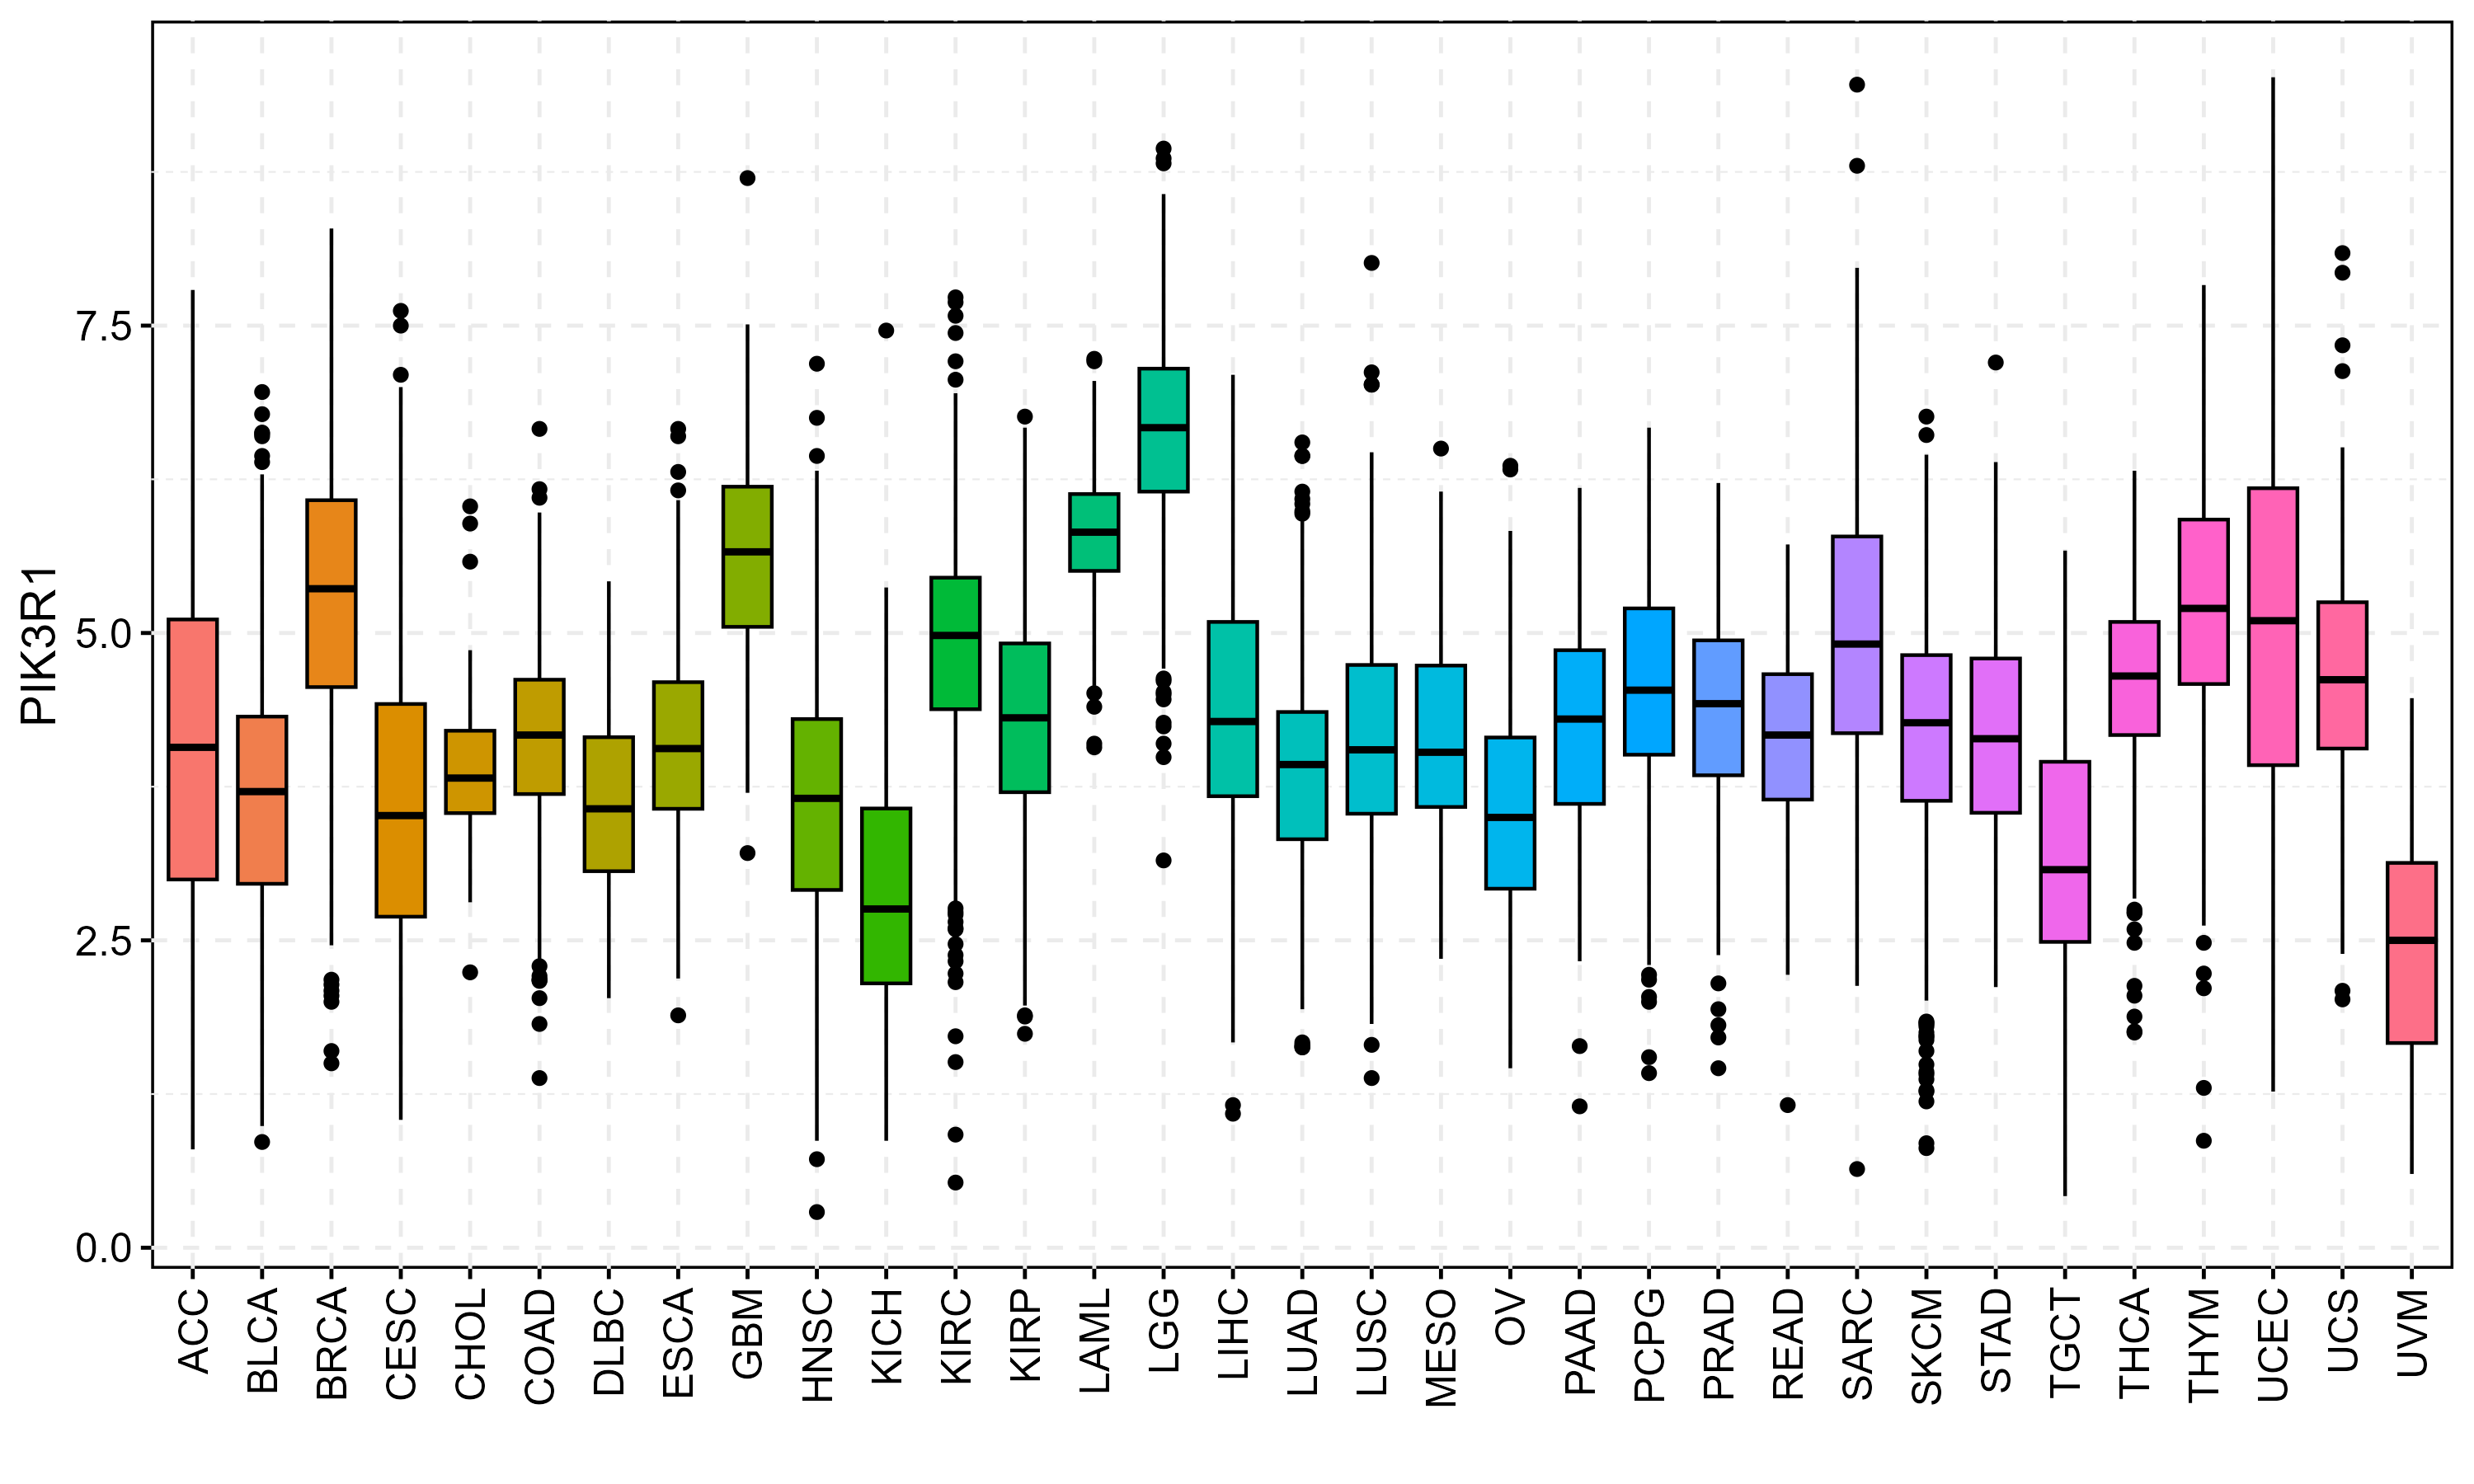 PIK3R1
7.5
5.0
2.5
0.0
ACC
BLCA
BRCA
CESC
CHOL
COAD
DLBC
ESCA
GBM
HNSC
KICH
KIRC
KIRP
LAML
LGG
LIHC
LUAD
LUSC
MESO
OV
PAAD
PCPG
PRAD
READ
SARC
SKCM
STAD
TGCT
THCA
THYM
UCEC
UCS
UVM